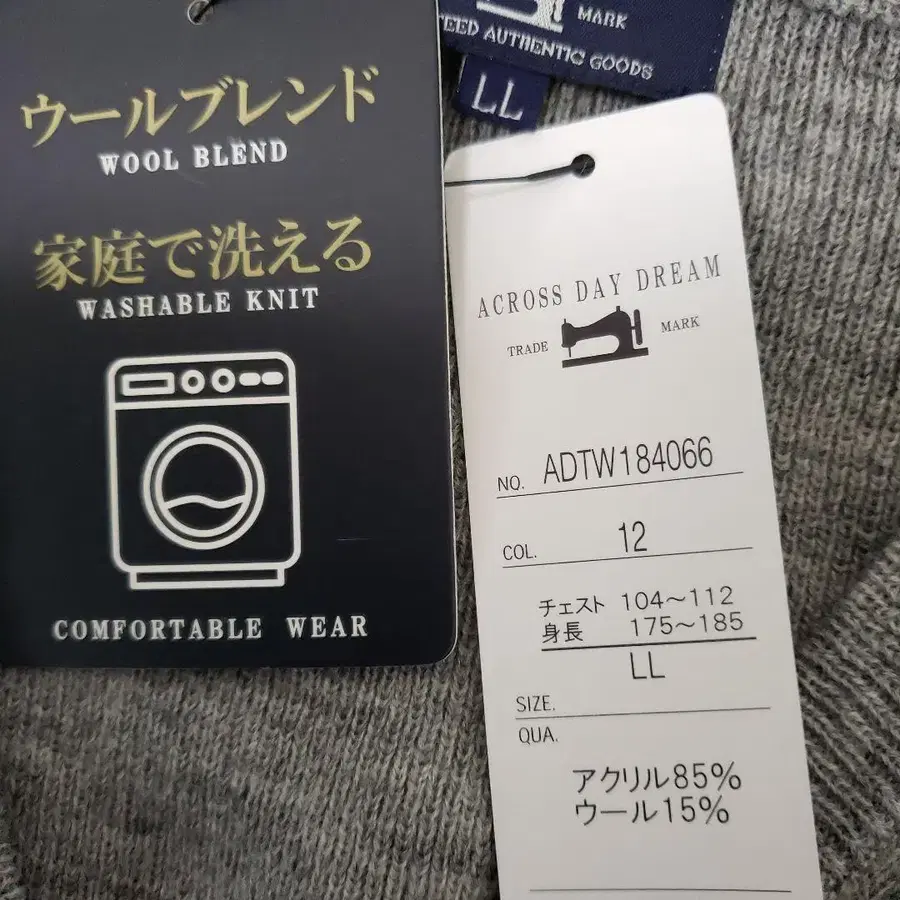 ウールブレンド
WOOL BLEND
家庭で洗える
WASHABLE KNIT
COMFORTABLE WEAR
MARK
AUTHENTIC GOODS
LL
ACROSS DAY DREAM
TRADE MARK
NO. ADTW184066
COL. 12
チェスト 104～112
身長 175～185
LL
SIZE.
QUA.
アクリル85%
ウール15%